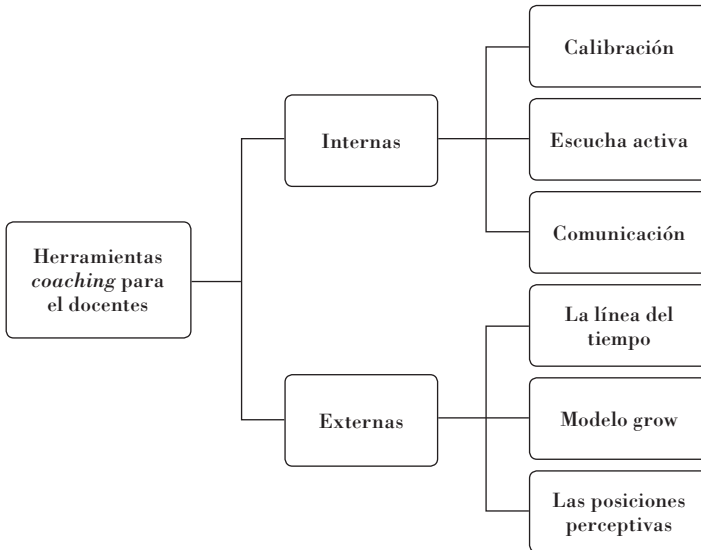 Herramientas
coaching para
el docentes
Internas
Calibración
Escucha activa
Comunicación
Externas
La línea del
tiempo
Modelo grow
Las posiciones
perceptivas